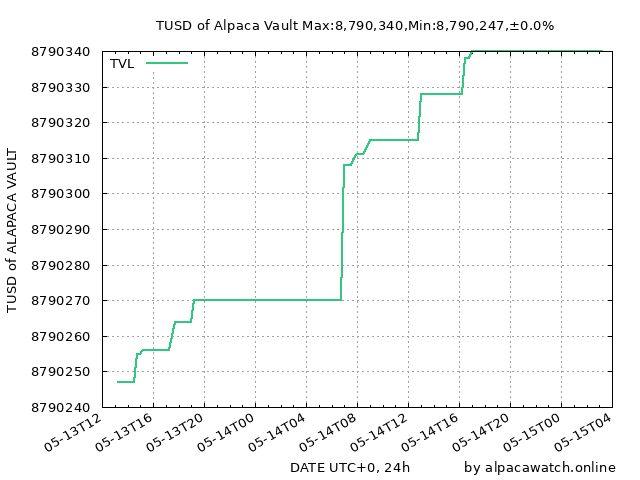 TUSD of Alpaca Vault Max:8,790,340,Min:8,790,247,±0.0%
TVL
TUSD of ALAPACA VAULT
8790340
8790330
8790320
8790310
8790300
8790290
8790280
8790270
8790260
8790250
8790240
05-13T12
05-13T16
05-13T20
05-14T00
05-14T04
05-14T08
05-14T12
05-14T16
05-14T20
05-15T00
05-15T04
DATE UTC+0, 24h
by alpacawatch.online